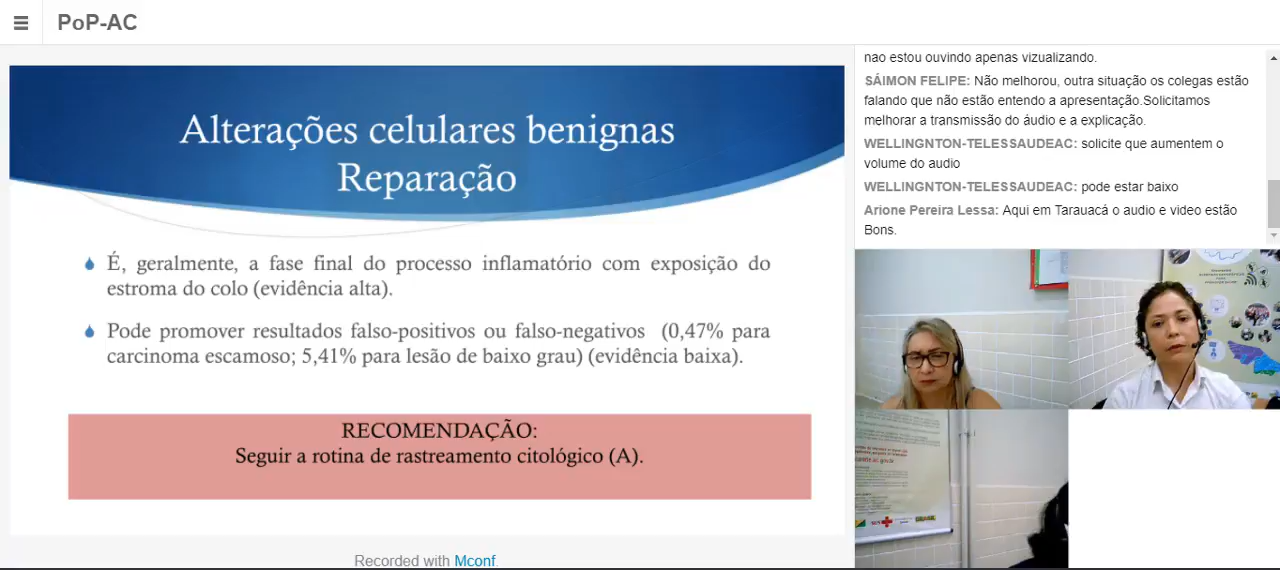 PoP-AC
Alterações celulares benignas
Reparação
É, geralmente, a fase final do processo inflamatório com exposição do
estroma do colo (evidência alta).
Pode promover resultados falso-positivos ou falso-negativos (0,47% para
carcinoma escamoso; 5,41% para lesão de baixo grau) (evidência baixa).
RECOMENDAÇÃO:
Seguir a rotina de rastreamento citológico (A).
Recorded with Mconf.
nao estou ouvindo apenas vizualizando.
SÁIMON FELIPE: Não melhorou, outra situação os colegas estão
falando que não estão entendo a apresentação.Solicitamos
melhorar a transmissão do áudio e a explicação.
WELLINGNTON-TELESSAUDEAC: solicite que aumentem o
volume do audio
WELLINGNTON-TELESSAUDEAC: pode estar baixo
Arione Pereira Lessa: Aqui em Tarauacá o audio e video estão
Bons.